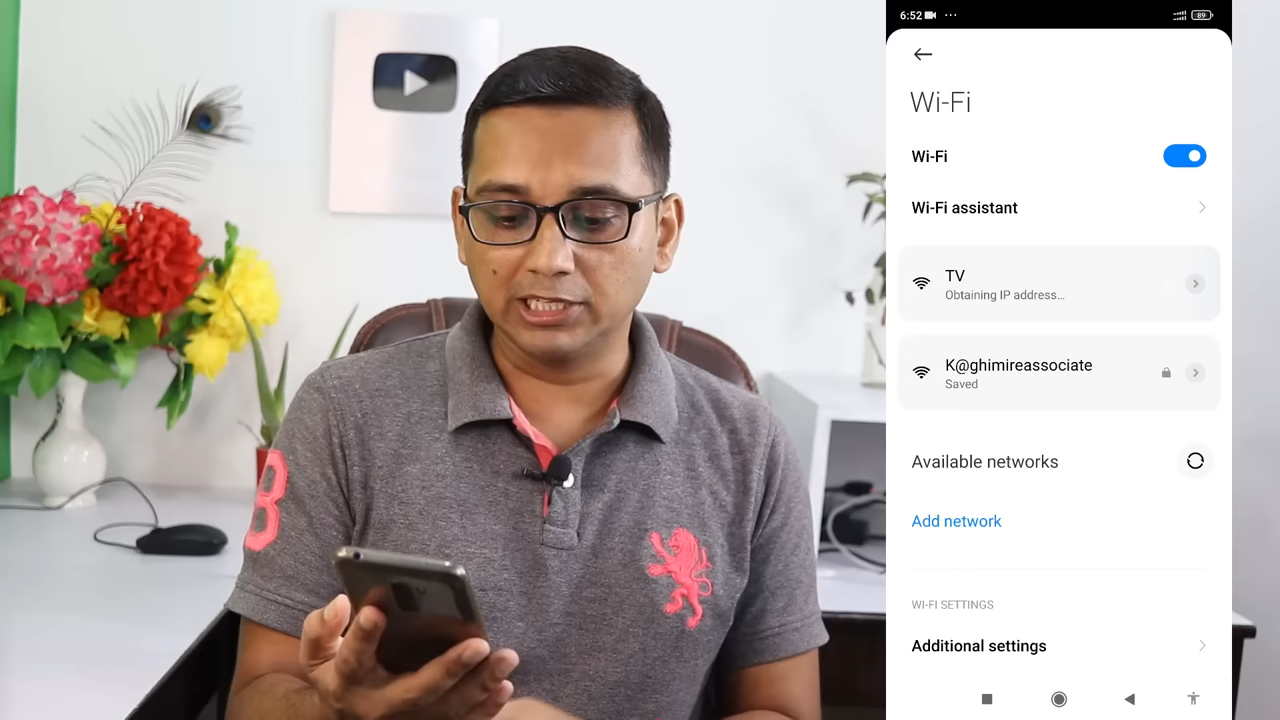 6:52
89
Wi-Fi
Wi-Fi
Wi-Fi assistant
TV
Obtaining IP address...
K@ghimireassociate
Saved
Available networks
Add network
WI-FI SETTINGS
Additional settings
B